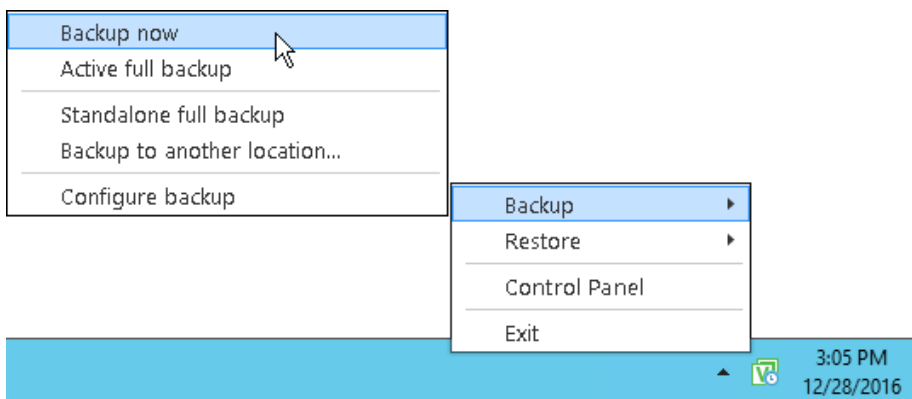 Backup now
Active full backup
Standalone full backup
Backup to another location...
Configure backup
Backup
Restore
Control Panel
Exit
V
3:05 PM
12/28/2016